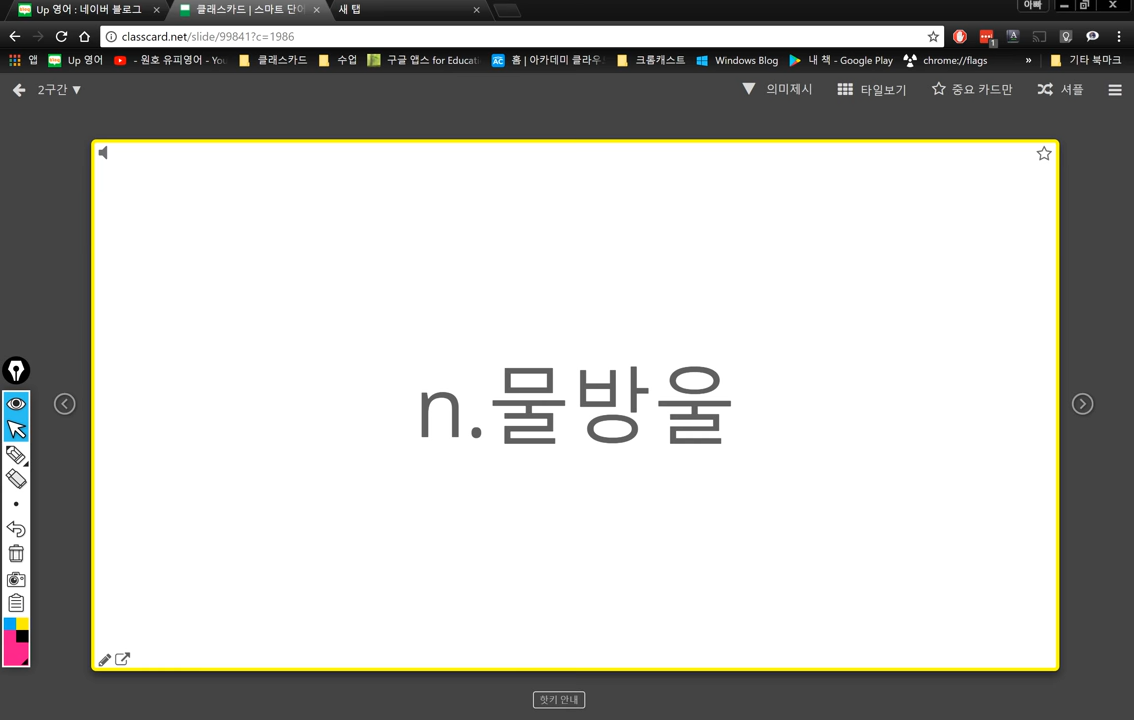 Up 영어 : 네이버 블로그
클래스카드 | 스마트 단어
새 탭
아빠
classcard.net/slide/99841?c=1986
1
A
앱
Up 영어
- 원호 유피영어 - You
클래스카드
수업
구글 앱스 for Educat
AC
홈 | 아카데미 클라우
크롬캐스트
Windows Blog
내 책 - Google Play
chrome://flags
»
기타 북마크
2구간
의미제시
타일보기
중요 카드만
셔플
n.물방울
핫키 안내